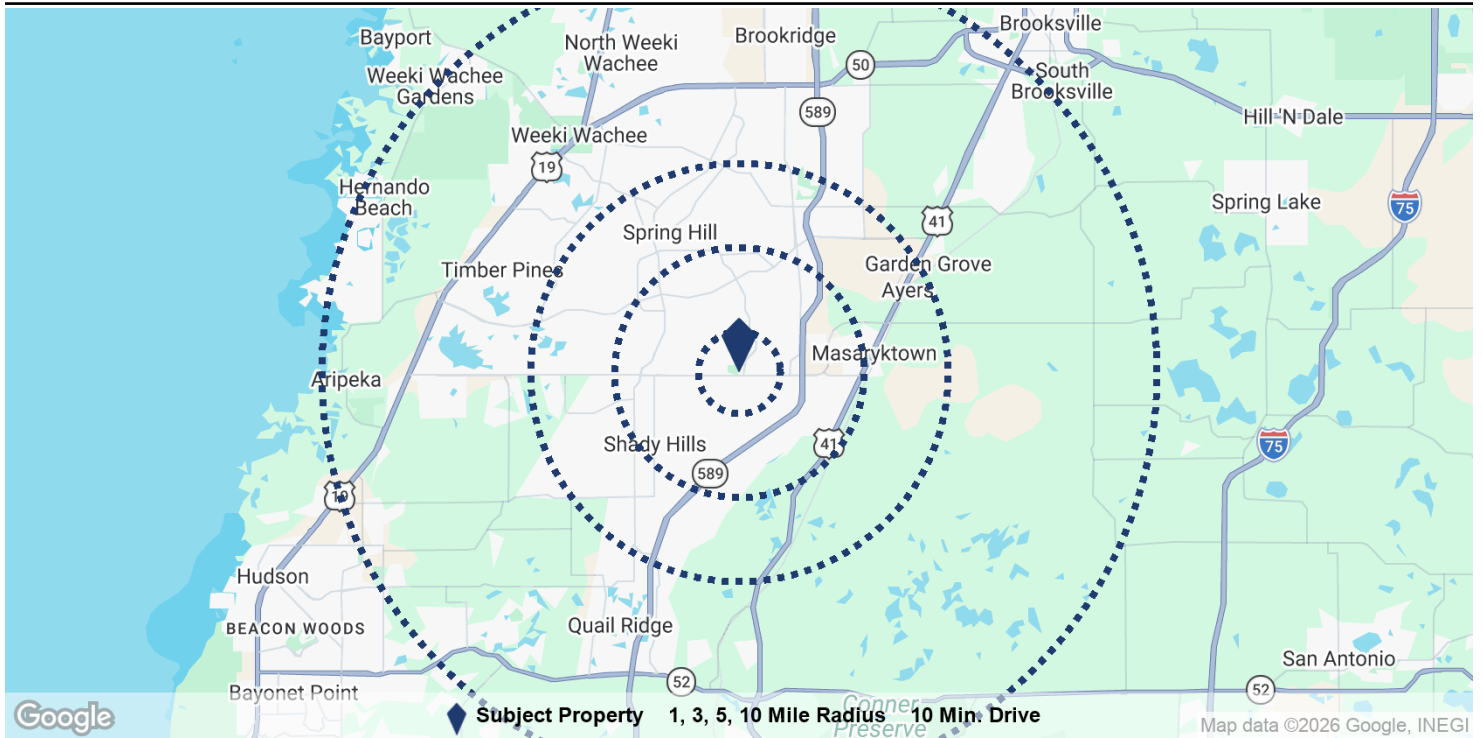 Brooksville
Bayport
North Weeki
Wachee
Brookridge
50
Weeki Wachee
Gardens
South
Brooksville
589
Hill 'N Dale
Weeki Wachee
19
Hernando
Beach
Spring Lake
75
41
Spring Hill
Timber Pines
Garden Grove
Ayers
Masaryktown
Aripeka
Shady Hills
41
75
589
19
Hudson
BEACON WOODS
Quail Ridge
San Antonio
52
52
Bayonet Point
Conner
Preserve
Google
Subject Property 1, 3, 5, 10 Mile Radius 10 Min. Drive
Map data ©2026 Google, INEGI